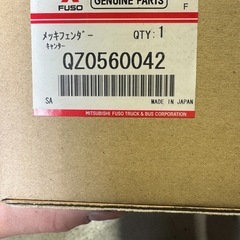 GENUINE PARTS
FUSO
F
メッキフェンダー
QTY: 1
キャンター
QZ0560042
SA
MADE IN JAPAN
MITSUBISHI FUSO TRUCK & BUS CORPORATION